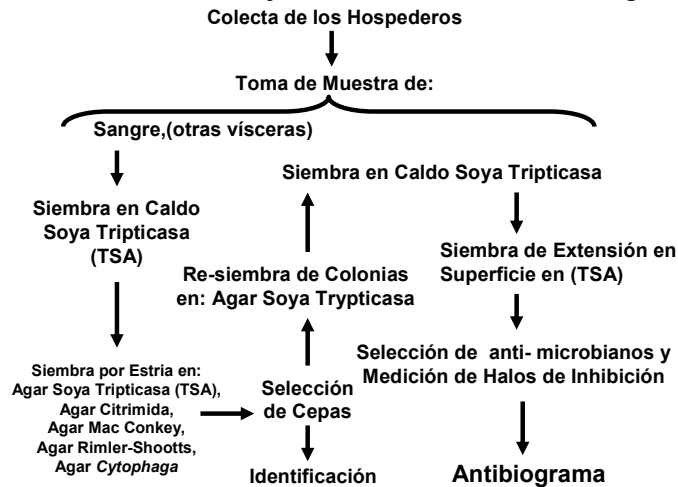 Colecta de los Hospederos
Toma de Muestra de:
Sangre,(otras vísceras)
Siembra en Caldo
Soya Tripticasa
(TSA)
Siembra por Estria en:
Agar Soya Tripticasa (TSA),
Agar Citrimida,
Agar Mac Conkey,
Agar Rimler-Shootts,
Agar Cytophaga
Selección
de Cepas
Identificación
Re-siembra de Colonias
en: Agar Soya Trypticasa
Siembra en Caldo Soya Tripticasa
Siembra de Extensión en
Superficie en (TSA)
Selección de anti- microbianos y
Medición de Halos de Inhibición
Antibiograma